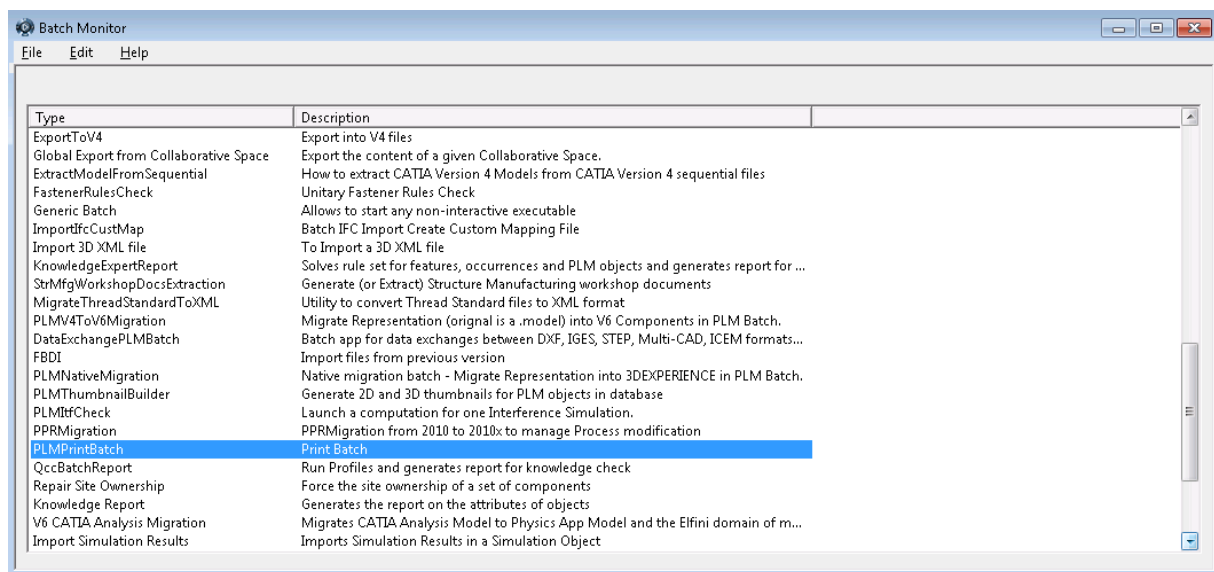 Batch Monitor
File Edit Help
Type Description
ExportToV4 Export into V4 files
Global Export from Collaborative Space Export the content of a given Collaborative Space.
ExtractModelFromSequential How to extract CATIA Version 4 Models from CATIA Version 4 sequential files
FastenerRulesCheck Unitary Fastener Rules Check
Generic Batch Allows to start any non-interactive executable
ImportIfcCustMap Batch IFC Import Create Custom Mapping File
Import 3D XML file To Import a 3D XML file
KnowledgeExpertReport Solves rule set for features, occurrences and PLM objects and generates report for ...
StrMfgWorkshopDocsExtraction Generate (or Extract) Structure Manufacturing workshop documents
MigrateThreadStandardToXML Utility to convert Thread Standard files to XML format
PLMV4ToV6Migration Migrate Representation (orignal is a .model) into V6 Components in PLM Batch.
DataExchangePLMBatch Batch app for data exchanges between DXF, IGES, STEP, Multi-CAD, ICEM formats...
FBDI Import files from previous version
PLMNativeMigration Native migration batch - Migrate Representation into 3DEXPERIENCE in PLM Batch.
PLMThumbnailBuilder Generate 2D and 3D thumbnails for PLM objects in database
PLMItfCheck Launch a computation for one Interference Simulation.
PPRMigration PPRMigration from 2010 to 2010x to manage Process modification
PLMPrintBatch Print Batch
QccBatchReport Run Profiles and generates report for knowledge check
Repair Site Ownership Force the site ownership of a set of components
Knowledge Report Generates the report on the attributes of objects
V6 CATIA Analysis Migration Migrates CATIA Analysis Model to Physics App Model and the Elfini domain of m...
Import Simulation Results Imports Simulation Results in a Simulation Object